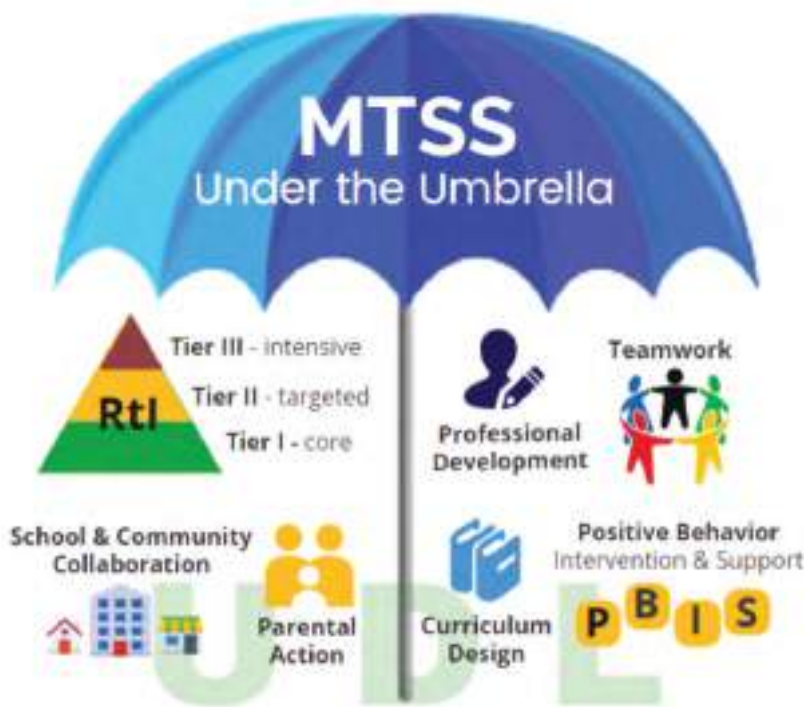 MTSS
Under the Umbrella
RtI
Tier III - intensive
Tier II - targeted
Tier I - core
Professional
Development
Teamwork
School & Community
Collaboration
Parental
Action
Curriculum
Design
Positive Behavior
Intervention & Support
P B I S
UDL